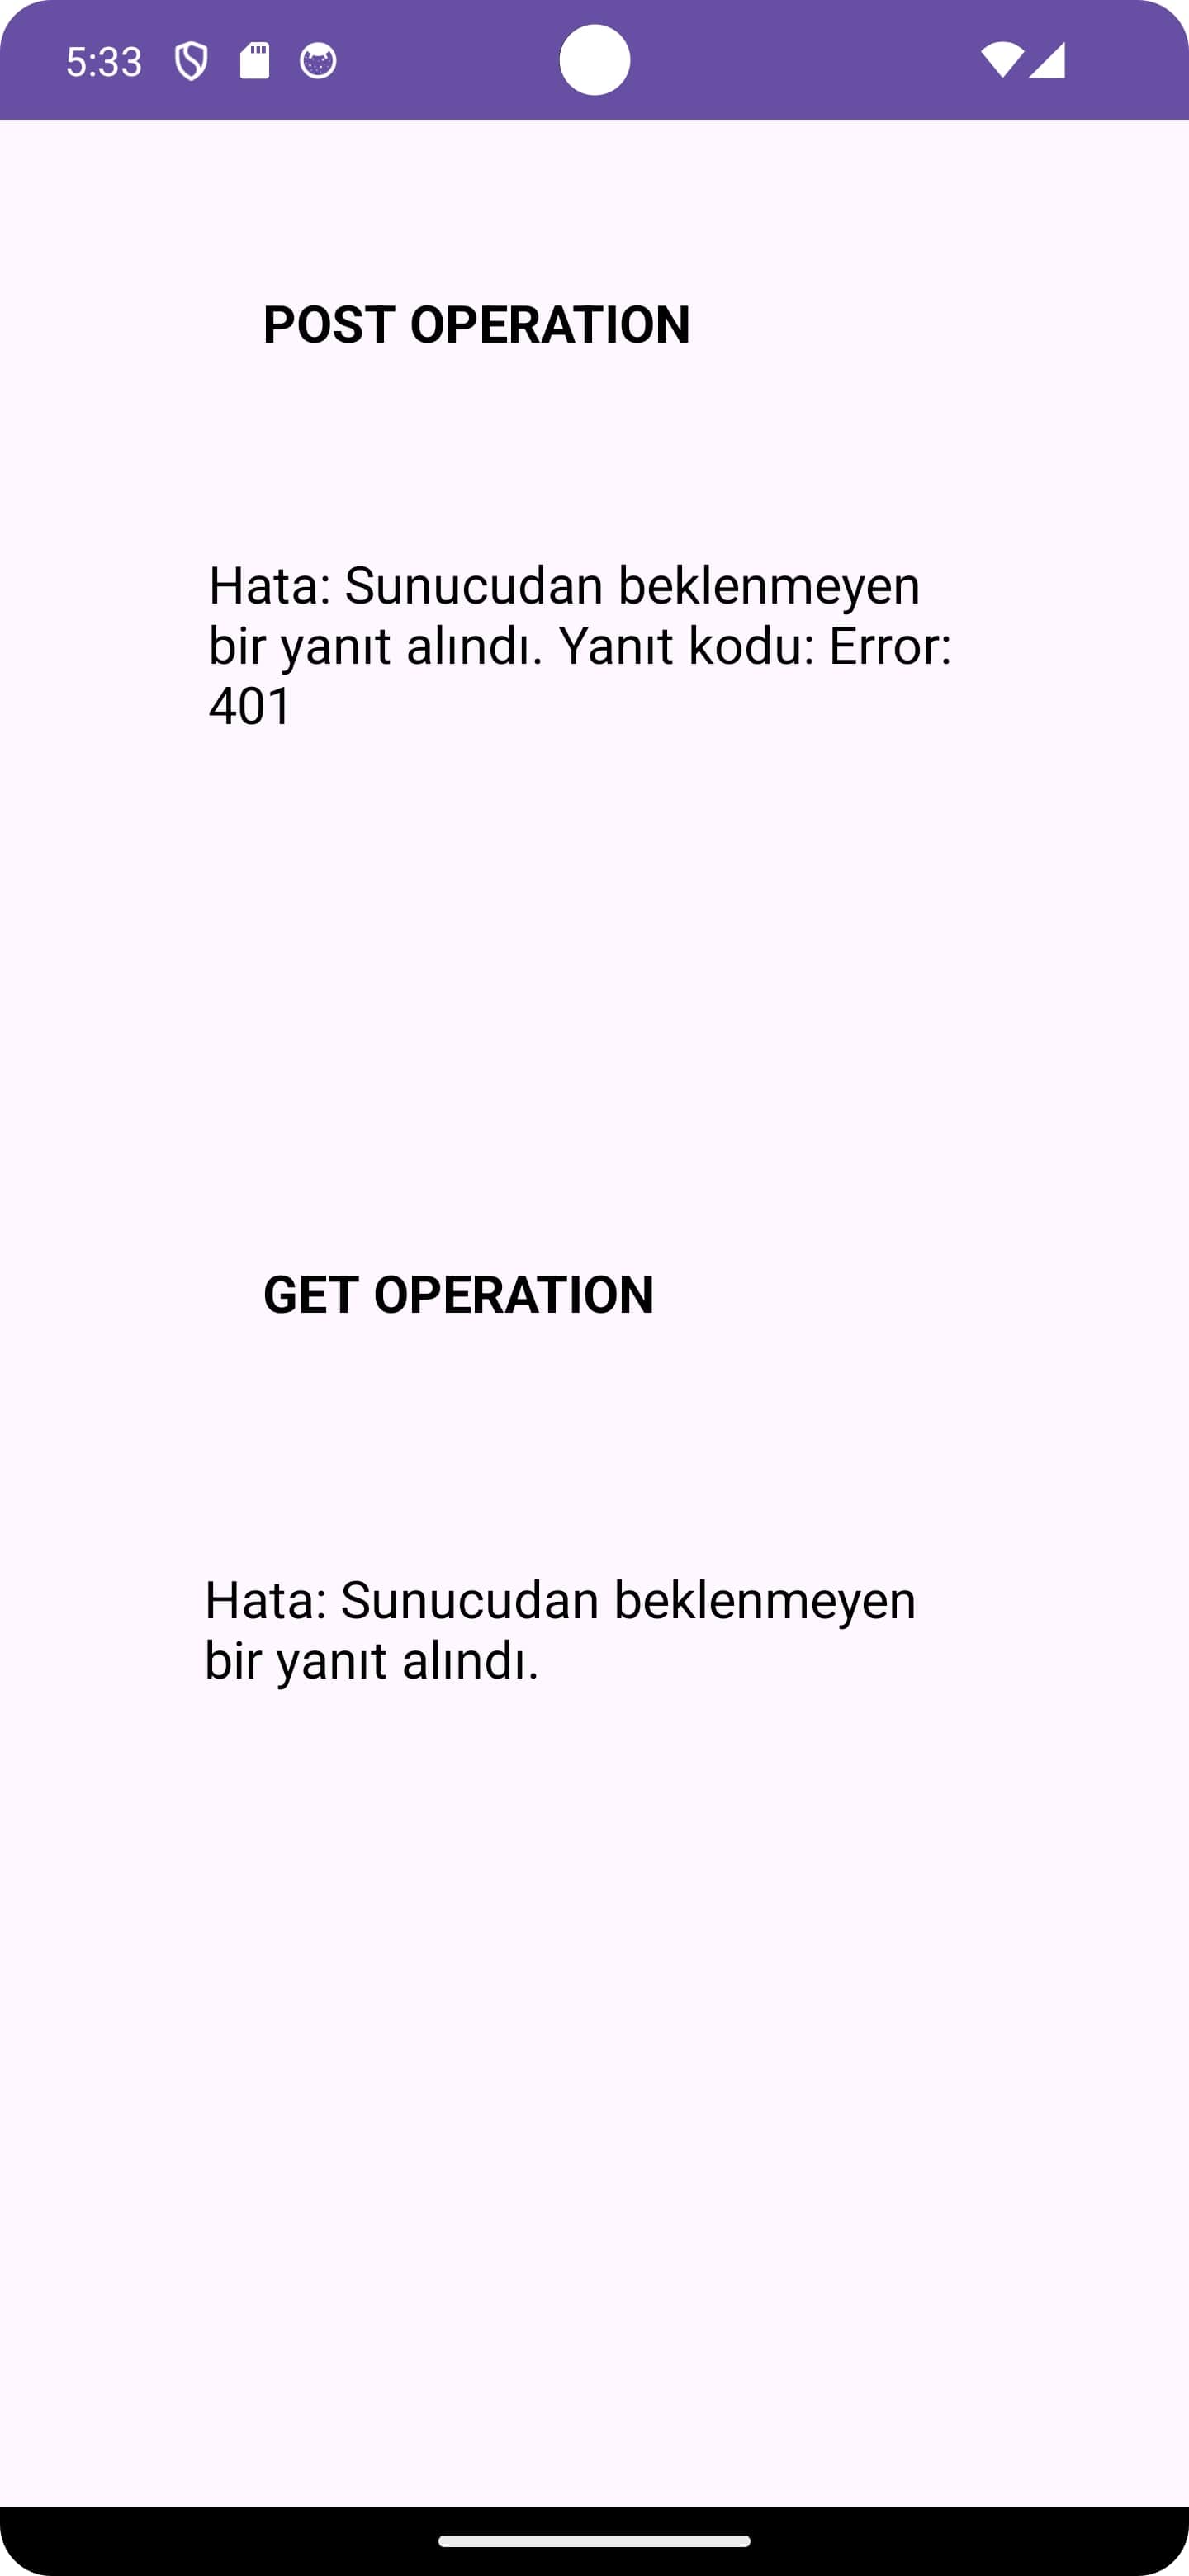 5:33
POST OPERATION
Hata: Sunucudan beklenmeyen
bir yanıt alındı. Yanıt kodu: Error:
401
GET OPERATION
Hata: Sunucudan beklenmeyen
bir yanıt alındı.